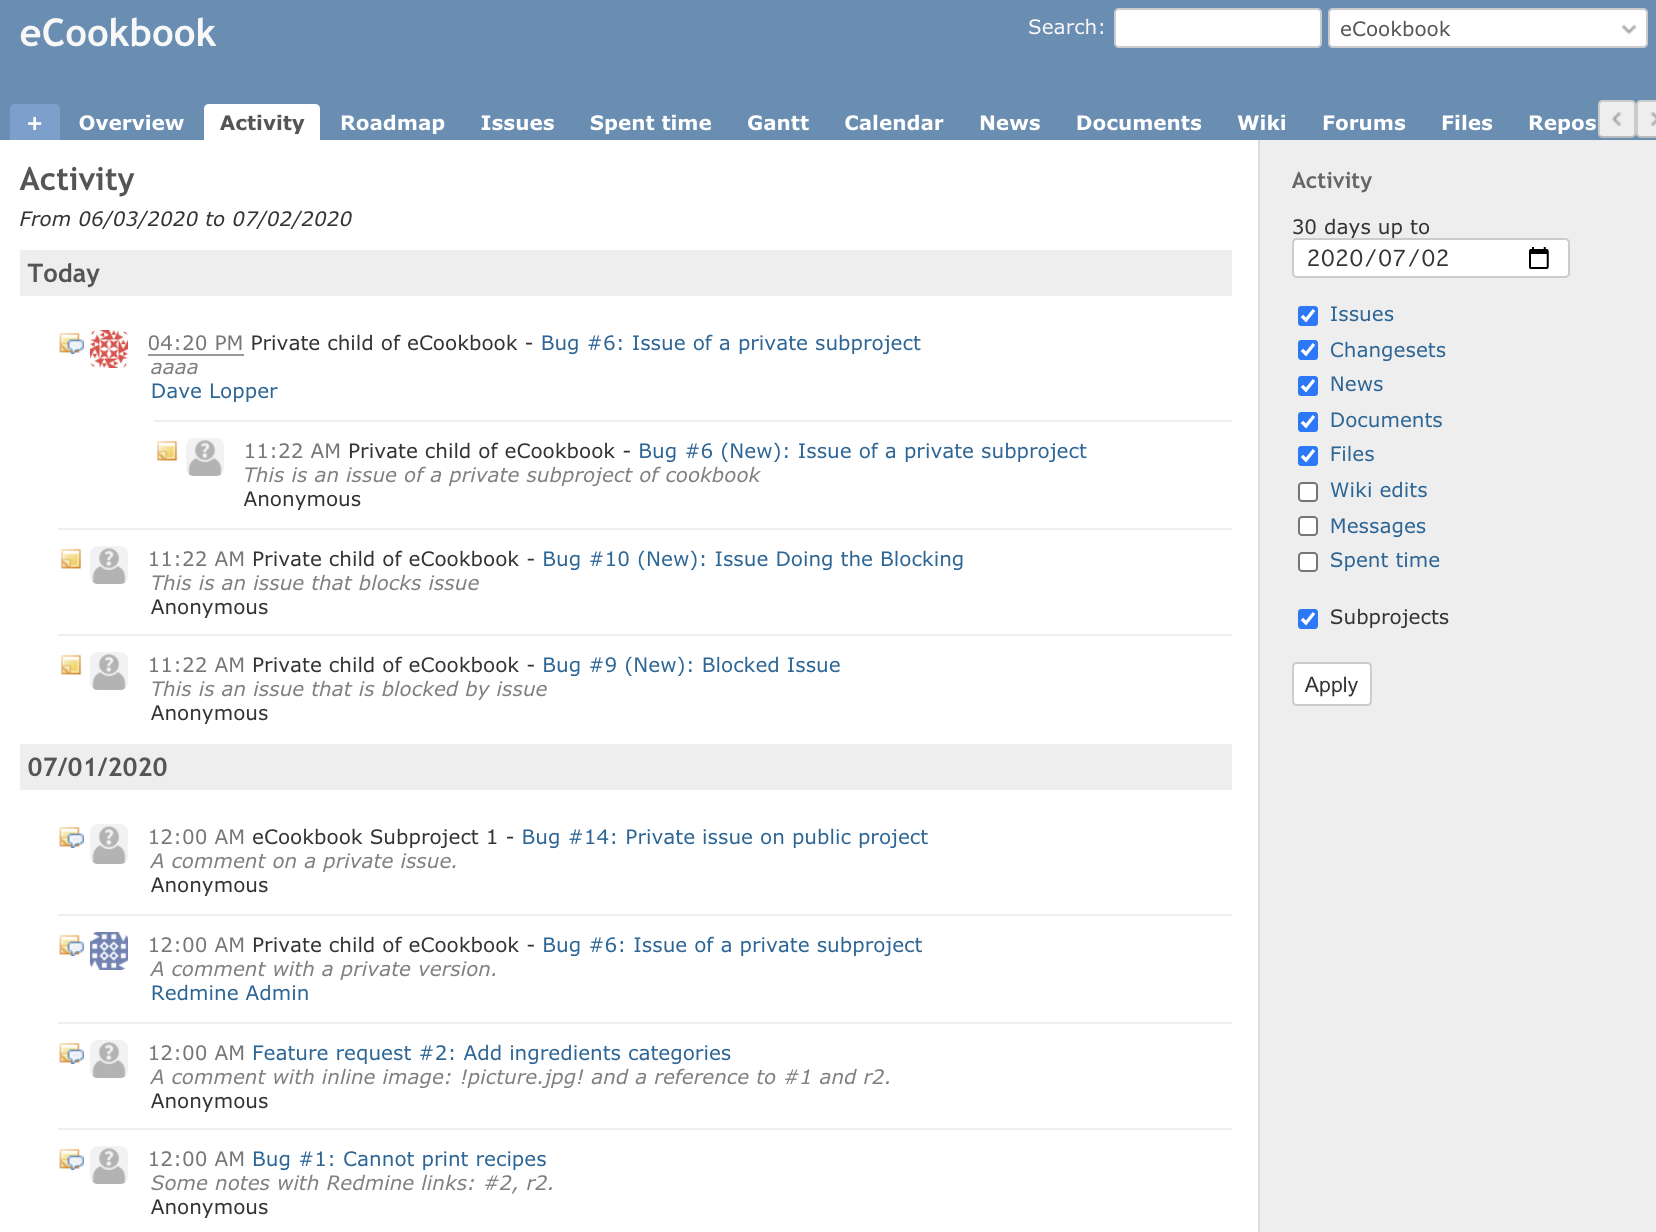 eCookbook
Search:
eCookbook
+ Overview Activity Roadmap Issues Spent time Gantt Calendar News Documents Wiki Forums Files Repos
Activity
From 06/03/2020 to 07/02/2020
Today
04:20 PM Private child of eCookbook - Bug #6: Issue of a private subproject
aaaa
Dave Lopper
11:22 AM Private child of eCookbook - Bug #6 (New): Issue of a private subproject
This is an issue of a private subproject of cookbook
Anonymous
11:22 AM Private child of eCookbook - Bug #10 (New): Issue Doing the Blocking
This is an issue that blocks issue
Anonymous
11:22 AM Private child of eCookbook - Bug #9 (New): Blocked Issue
This is an issue that is blocked by issue
Anonymous
07/01/2020
12:00 AM eCookbook Subproject 1 - Bug #14: Private issue on public project
A comment on a private issue.
Anonymous
12:00 AM Private child of eCookbook - Bug #6: Issue of a private subproject
A comment with a private version.
Redmine Admin
12:00 AM Feature request #2: Add ingredients categories
A comment with inline image: !picture.jpg! and a reference to #1 and r2.
Anonymous
12:00 AM Bug #1: Cannot print recipes
Some notes with Redmine links: #2, r2.
Anonymous
Activity
30 days up to
2020/07/02
Issues
Changesets
News
Documents
Files
Wiki edits
Messages
Spent time
Subprojects
Apply